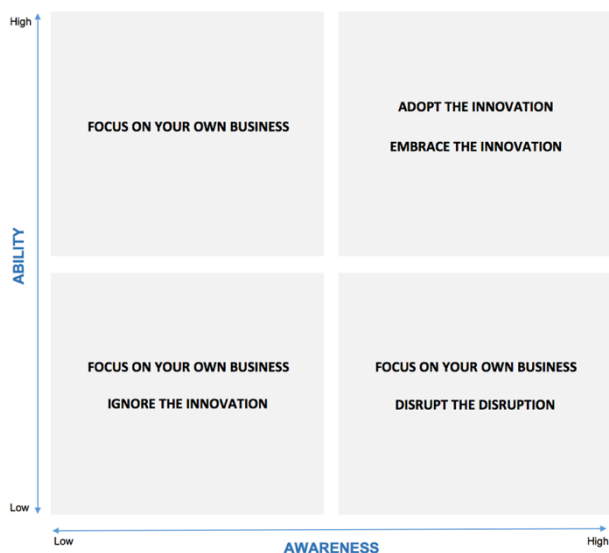 High
FOCUS ON YOUR OWN BUSINESS
ADOPT THE INNOVATION
EMBRACE THE INNOVATION
ABILITY
FOCUS ON YOUR OWN BUSINESS
IGNORE THE INNOVATION
FOCUS ON YOUR OWN BUSINESS
DISRUPT THE DISRUPTION
Low
Low
AWARENESS
High